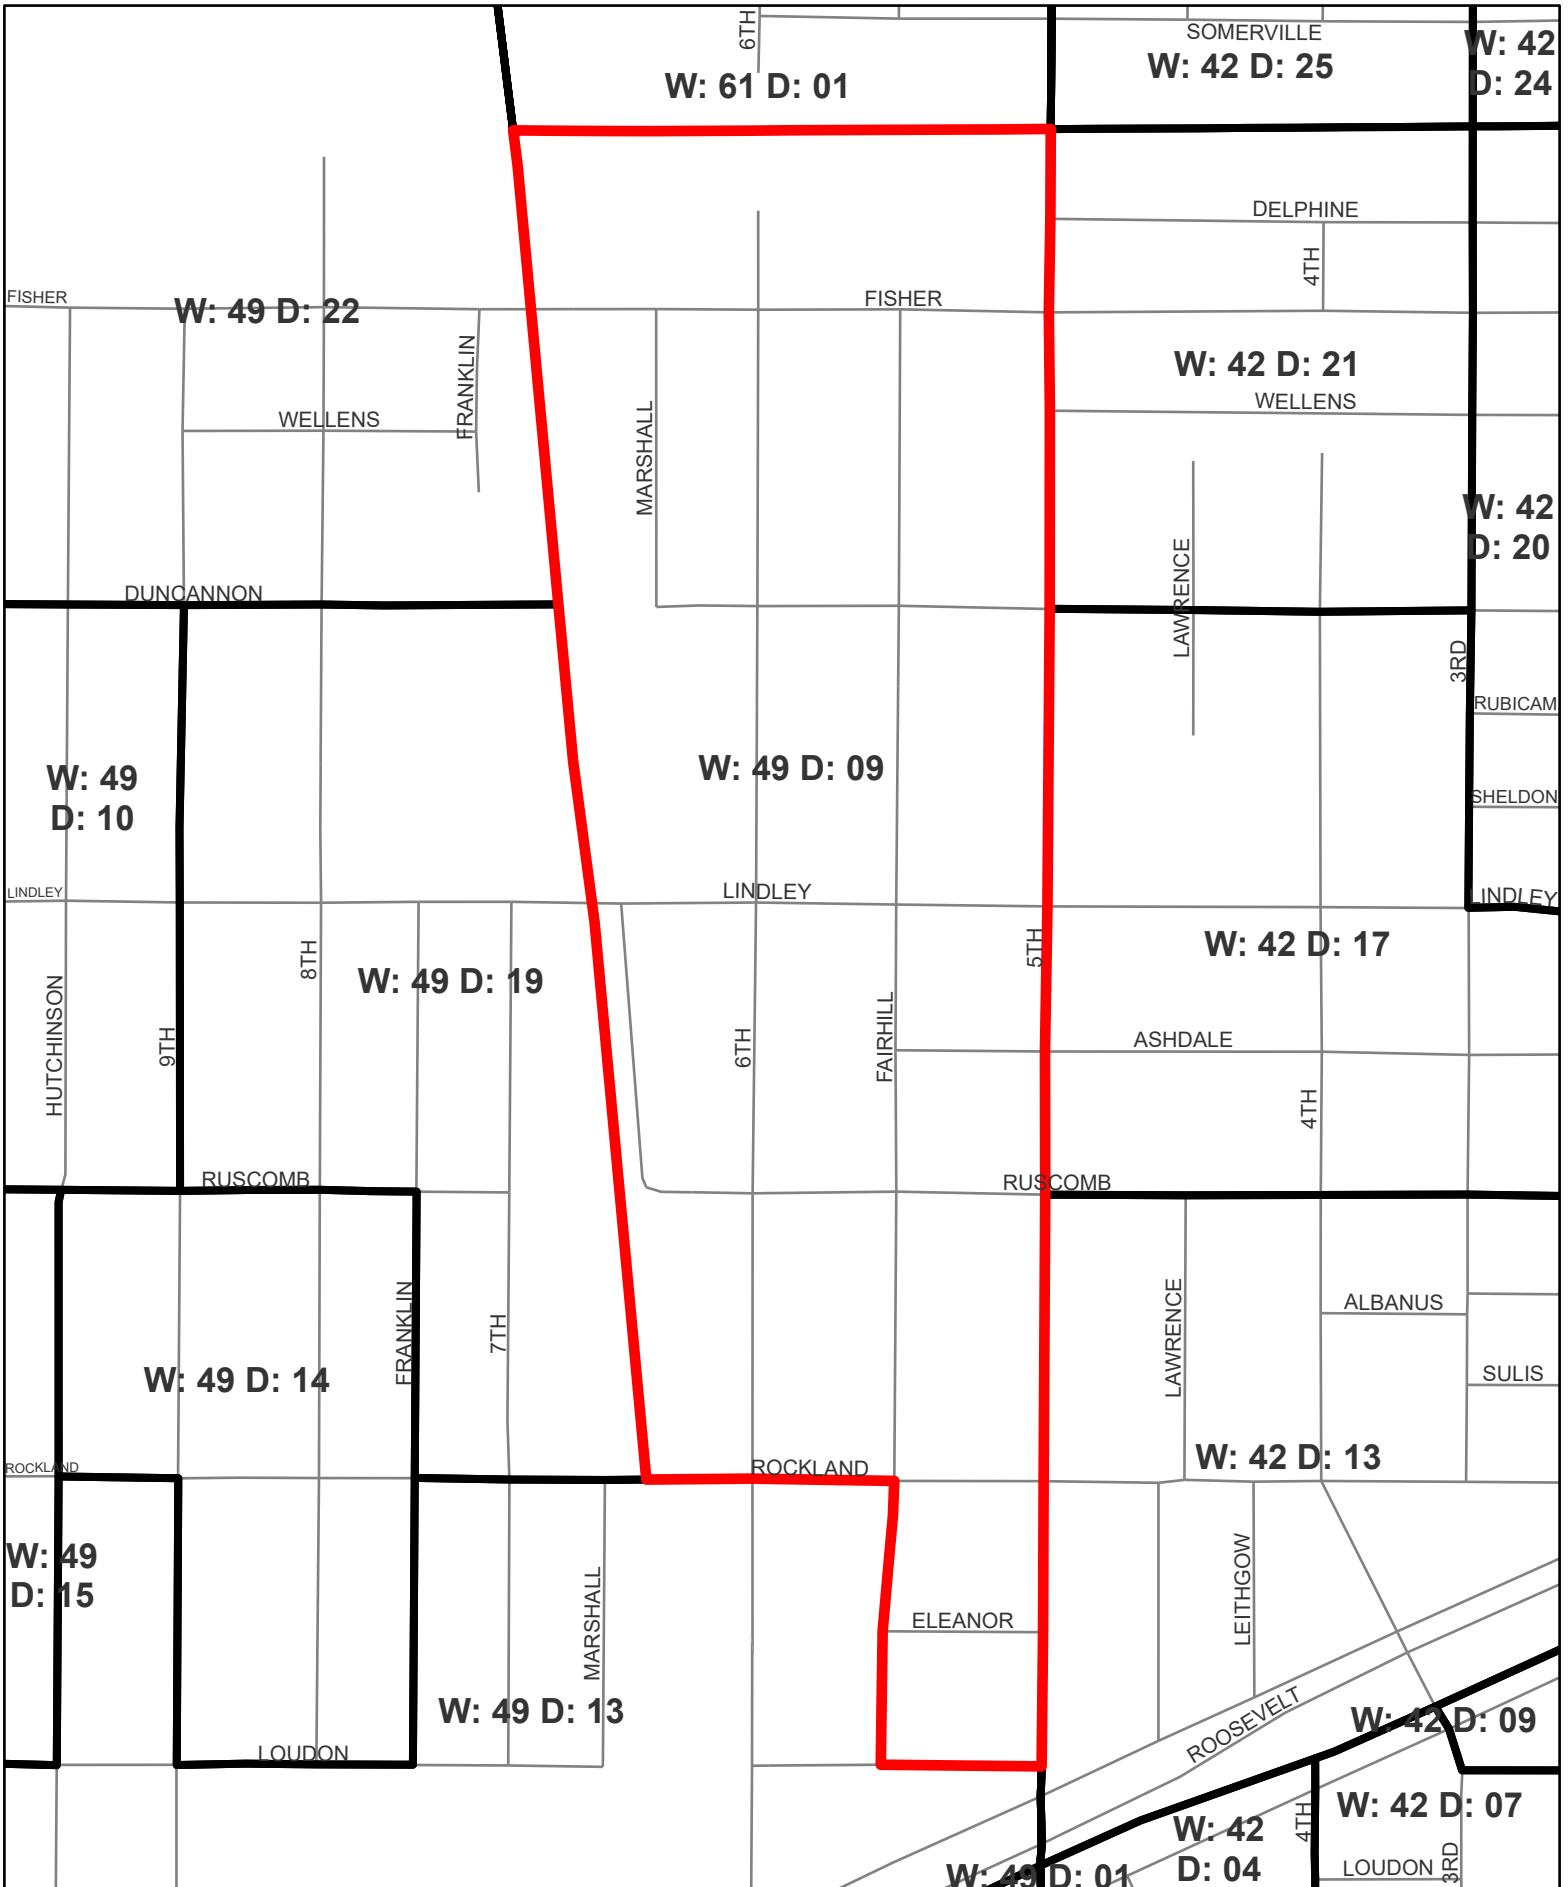 6TH
SOMERVILLE
W: 61 D: 01
W: 42 D: 25
W: 42
D: 24
DELPHINE
4TH
FISHER
W: 49 D: 22
FISHER
FRANKLIN
W: 42 D: 21
WELLENS
WELLENS
MARSHALL
W: 42
D: 20
LAWRENCE
DUNCANNON
3RD
RUBICAM
W: 49
D: 10
W: 49 D: 09
SHELDON
LINDLEY
LINDLEY
LINDLEY
8TH
5TH
W: 42 D: 17
W: 49 D: 19
HUTCHINSON
9TH
6TH
FAIRHILL
ASHDALE
4TH
RUSCOMB
RUSCOMB
FRANKLIN
7TH
LAWRENCE
ALBANUS
W: 49 D: 14
SULIS
ROCKLAND
ROCKLAND
W: 42 D: 13
W: 49
D: 15
MARSHALL
ELEANOR
LEITHGOW
W: 49 D: 13
ROOSEVELT
W: 42 D: 09
LOUDON
W: 42 D: 07
W: 42
D: 04
4TH
W: 49 D: 01
LOUDON
3RD